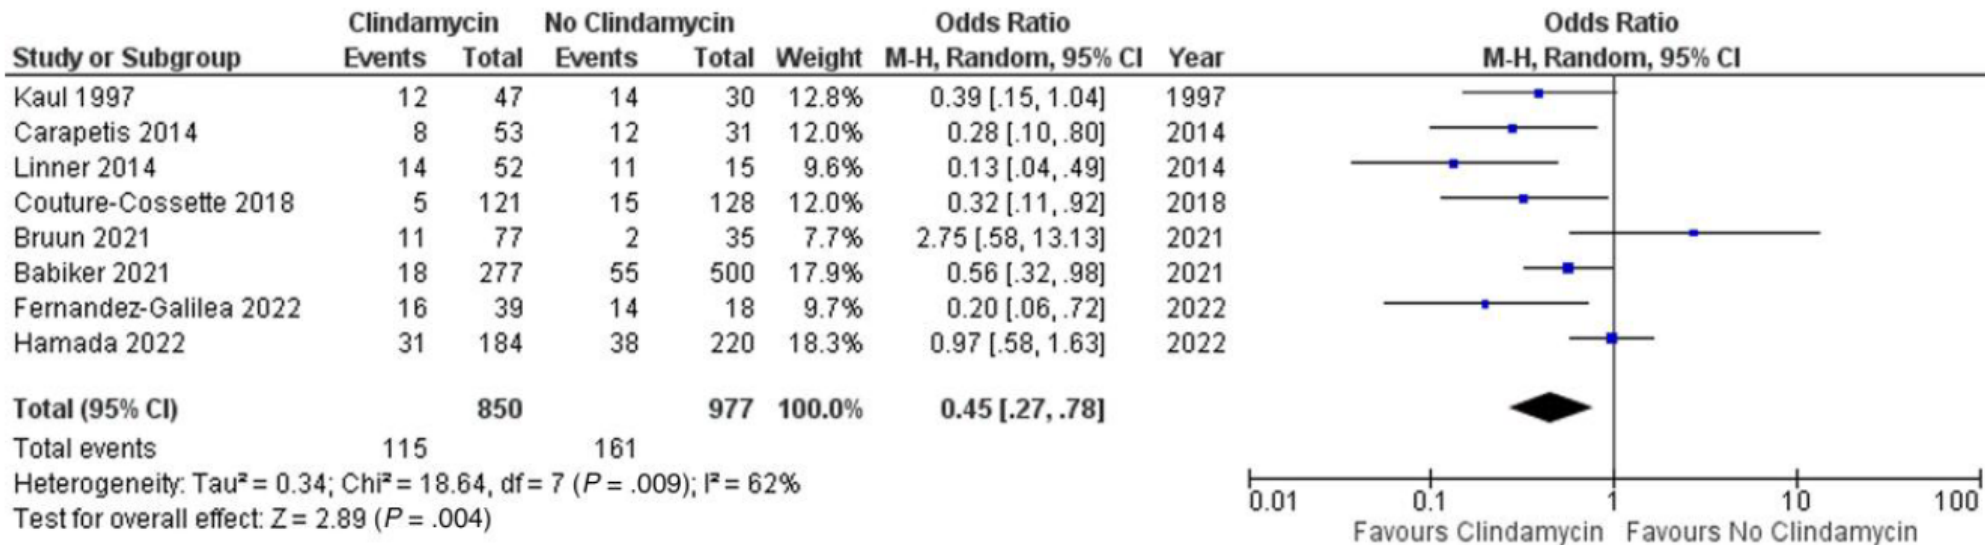 Clindamycin No Clindamycin Odds Ratio Odds Ratio
Study or Subgroup Events Total Events Total Weight M-H, Random, 95% CI Year M-H, Random, 95% CI
Kaul 1997 12 47 14 30 12.8% 0.39 [.15, 1.04] 1997
Carapetis 2014 8 53 12 31 12.0% 0.28 [.10, .80] 2014
Linner 2014 14 52 11 15 9.6% 0.13 [.04, .49] 2014
Couture-Cossette 2018 5 121 15 128 12.0% 0.32 [.11, .92] 2018
Bruun 2021 11 77 2 35 7.7% 2.75 [.58, 13.13] 2021
Babiker 2021 18 277 55 500 17.9% 0.56 [.32, .98] 2021
Fernandez-Galilea 2022 16 39 14 18 9.7% 0.20 [.06, .72] 2022
Hamada 2022 31 184 38 220 18.3% 0.97 [.58, 1.63] 2022
Total (95% CI) 850 977 100.0% 0.45 [.27, .78]
Total events 115 161
Heterogeneity: Tau² = 0.34; Chi² = 18.64, df = 7 (P = .009); I² = 62%
Test for overall effect: Z = 2.89 (P = .004)
0.01 0.1 1 10 100
Favours Clindamycin Favours No Clindamycin